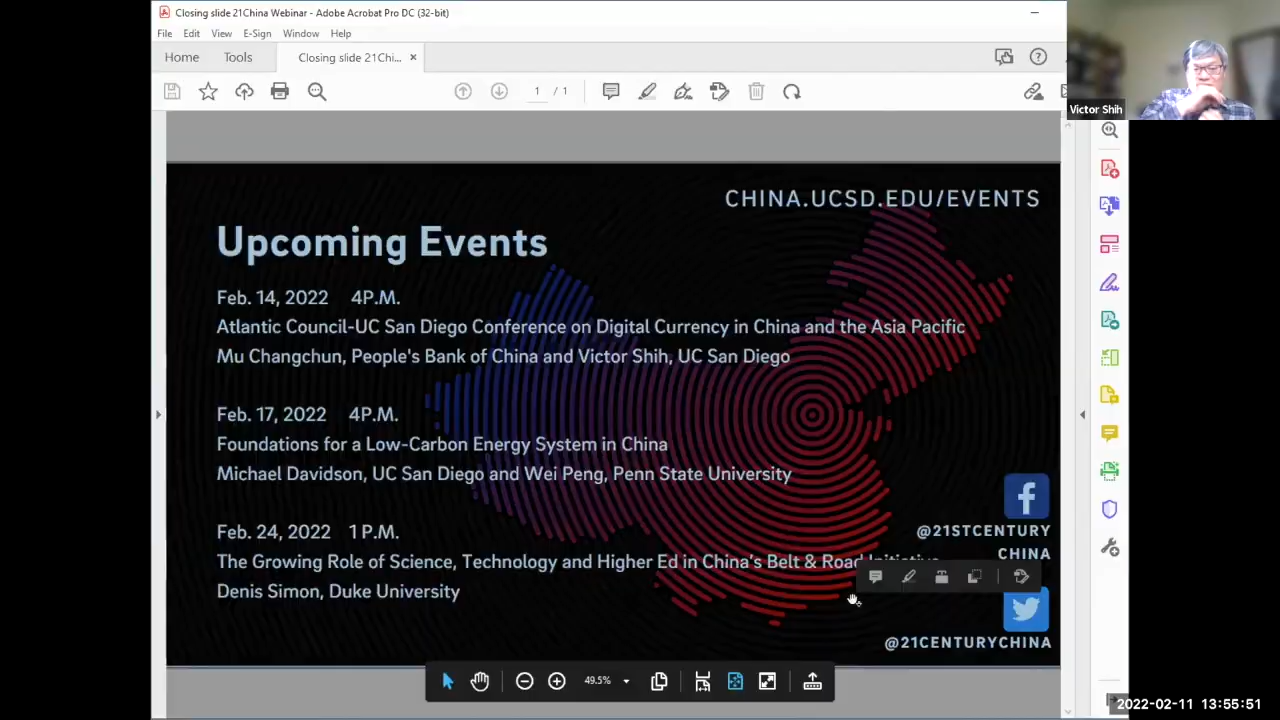 Closing slide 21China Webinar - Adobe Acrobat Pro DC (32-bit)
File Edit View E-Sign Window Help
Home Tools Closing slide 21Chi... ×
1 / 1
Victor Shih
CHINA.UCSD.EDU/EVENTS
Upcoming Events
Feb. 14, 2022 4P.M.
Atlantic Council-UC San Diego Conference on Digital Currency in China and the Asia Pacific
Mu Changchun, People's Bank of China and Victor Shih, UC San Diego
Feb. 17, 2022 4P.M.
Foundations for a Low-Carbon Energy System in China
Michael Davidson, UC San Diego and Wei Peng, Penn State University
Feb. 24, 2022 1 P.M.
The Growing Role of Science, Technology and Higher Ed in China's Belt & Road Initiative
Denis Simon, Duke University
@21STCENTURY
CHINA
@21CENTURYCHINA
49.5%
2022-02-11 13:55:51